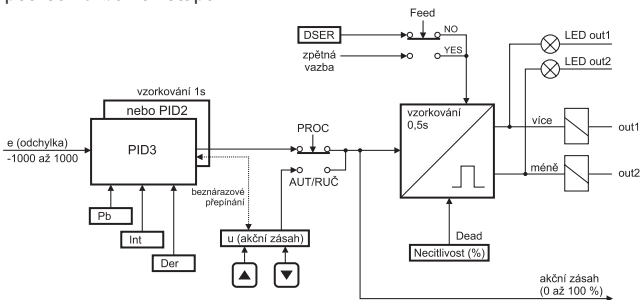 Feed
DSER
NO
YES
zpětná
vazba
LED out1
LED out2
vzorkování 1s
nebo PID2
PID3
e (odchylka)
-1000 až 1000
PROC
AUT/RUČ
beznárazové
přepínání
vzorkování
0,5s
více
out1
méně
out2
Pb
Int
Der
u (akční zásah)
Dead
Necitlivost (%)
akční zásah
(0 až 100 %)